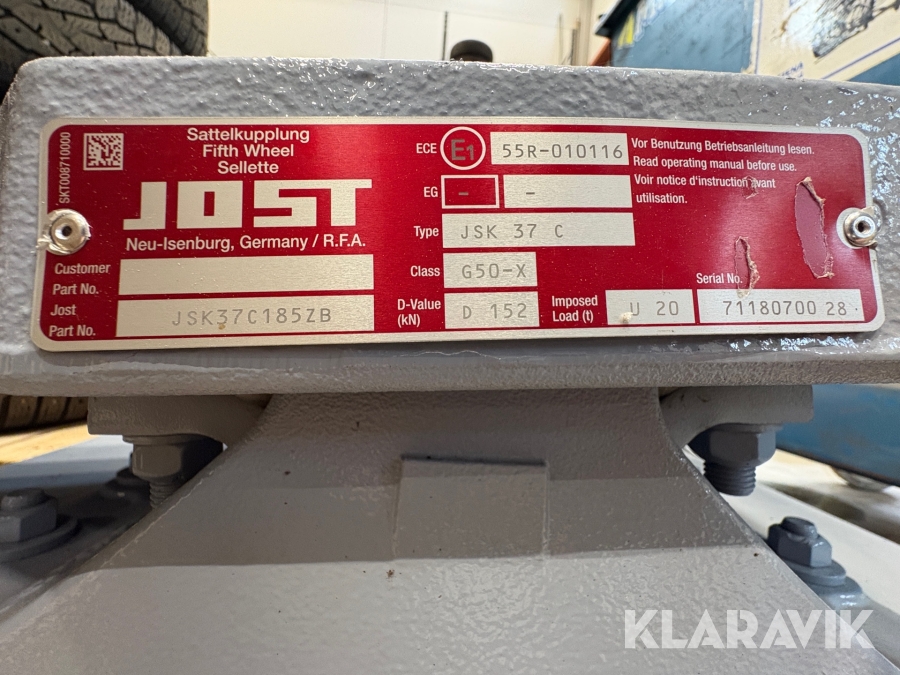 SKT008710000
Sattelkupplung
Fifth Wheel
Sellette
JOST
Neu-Isenburg, Germany / R.F.A.
Customer
Part No.
Jost
Part No.
JSK37C185ZB
ECE
E1
55R-010116
EG
-
-
Type
JSK 37 C
Class
G50-X
D-Value
(kN)
D 152
Imposed
Load (t)
U 20
Vor Benutzung Betriebsanleitung lesen.
Read operating manual before use.
Voir notice d'instruction avant
utilisation.
Serial No.
71180700 28
KLARAVIK